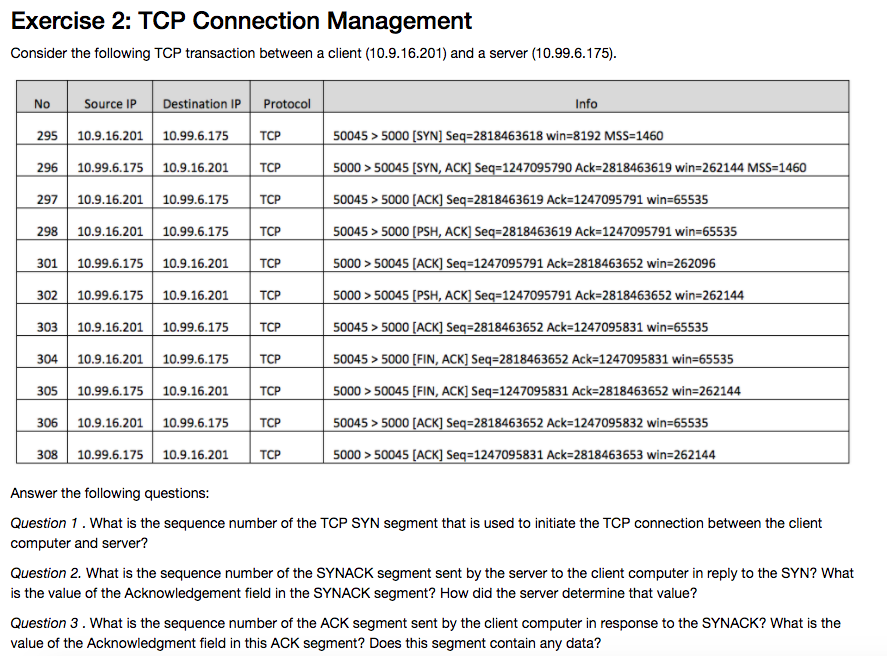 Exercise 2: TCP Connection Management
Consider the following TCP transaction between a client (10.9.16.201) and a server (10.99.6.175).
No Source IP Destination IP Protocol Info
295 10.9.16.201 10.99.6.175 TCP 50045 > 5000 [SYN] Seq=2818463618 win=8192 MSS=1460
296 10.99.6.175 10.9.16.201 TCP 5000 > 50045 [SYN, ACK] Seq=1247095790 Ack=2818463619 win=262144 MSS=1460
297 10.9.16.201 10.99.6.175 TCP 50045 > 5000 [ACK] Seq=2818463619 Ack=1247095791 win=65535
298 10.9.16.201 10.99.6.175 TCP 50045 > 5000 [PSH, ACK] Seq=2818463619 Ack=1247095791 win=65535
301 10.99.6.175 10.9.16.201 TCP 5000 > 50045 [ACK] Seq=1247095791 Ack=2818463652 win=262096
302 10.99.6.175 10.9.16.201 TCP 5000 > 50045 [PSH, ACK] Seq=1247095791 Ack=2818463652 win=262144
303 10.9.16.201 10.99.6.175 TCP 50045 > 5000 [ACK] Seq=2818463652 Ack=1247095831 win=65535
304 10.9.16.201 10.99.6.175 TCP 50045 > 5000 [FIN, ACK] Seq=2818463652 Ack=1247095831 win=65535
305 10.99.6.175 10.9.16.201 TCP 5000 > 50045 [FIN, ACK] Seq=1247095831 Ack=2818463652 win=262144
306 10.9.16.201 10.99.6.175 TCP 50045 > 5000 [ACK] Seq=2818463652 Ack=1247095832 win=65535
308 10.99.6.175 10.9.16.201 TCP 5000 > 50045 [ACK] Seq=1247095831 Ack=2818463653 win=262144
Answer the following questions:
Question 1 . What is the sequence number of the TCP SYN segment that is used to initiate the TCP connection between the client
computer and server?
Question 2. What is the sequence number of the SYNACK segment sent by the server to the client computer in reply to the SYN? What
is the value of the Acknowledgement field in the SYNACK segment? How did the server determine that value?
Question 3 . What is the sequence number of the ACK segment sent by the client computer in response to the SYNACK? What is the
value of the Acknowledgment field in this ACK segment? Does this segment contain any data?